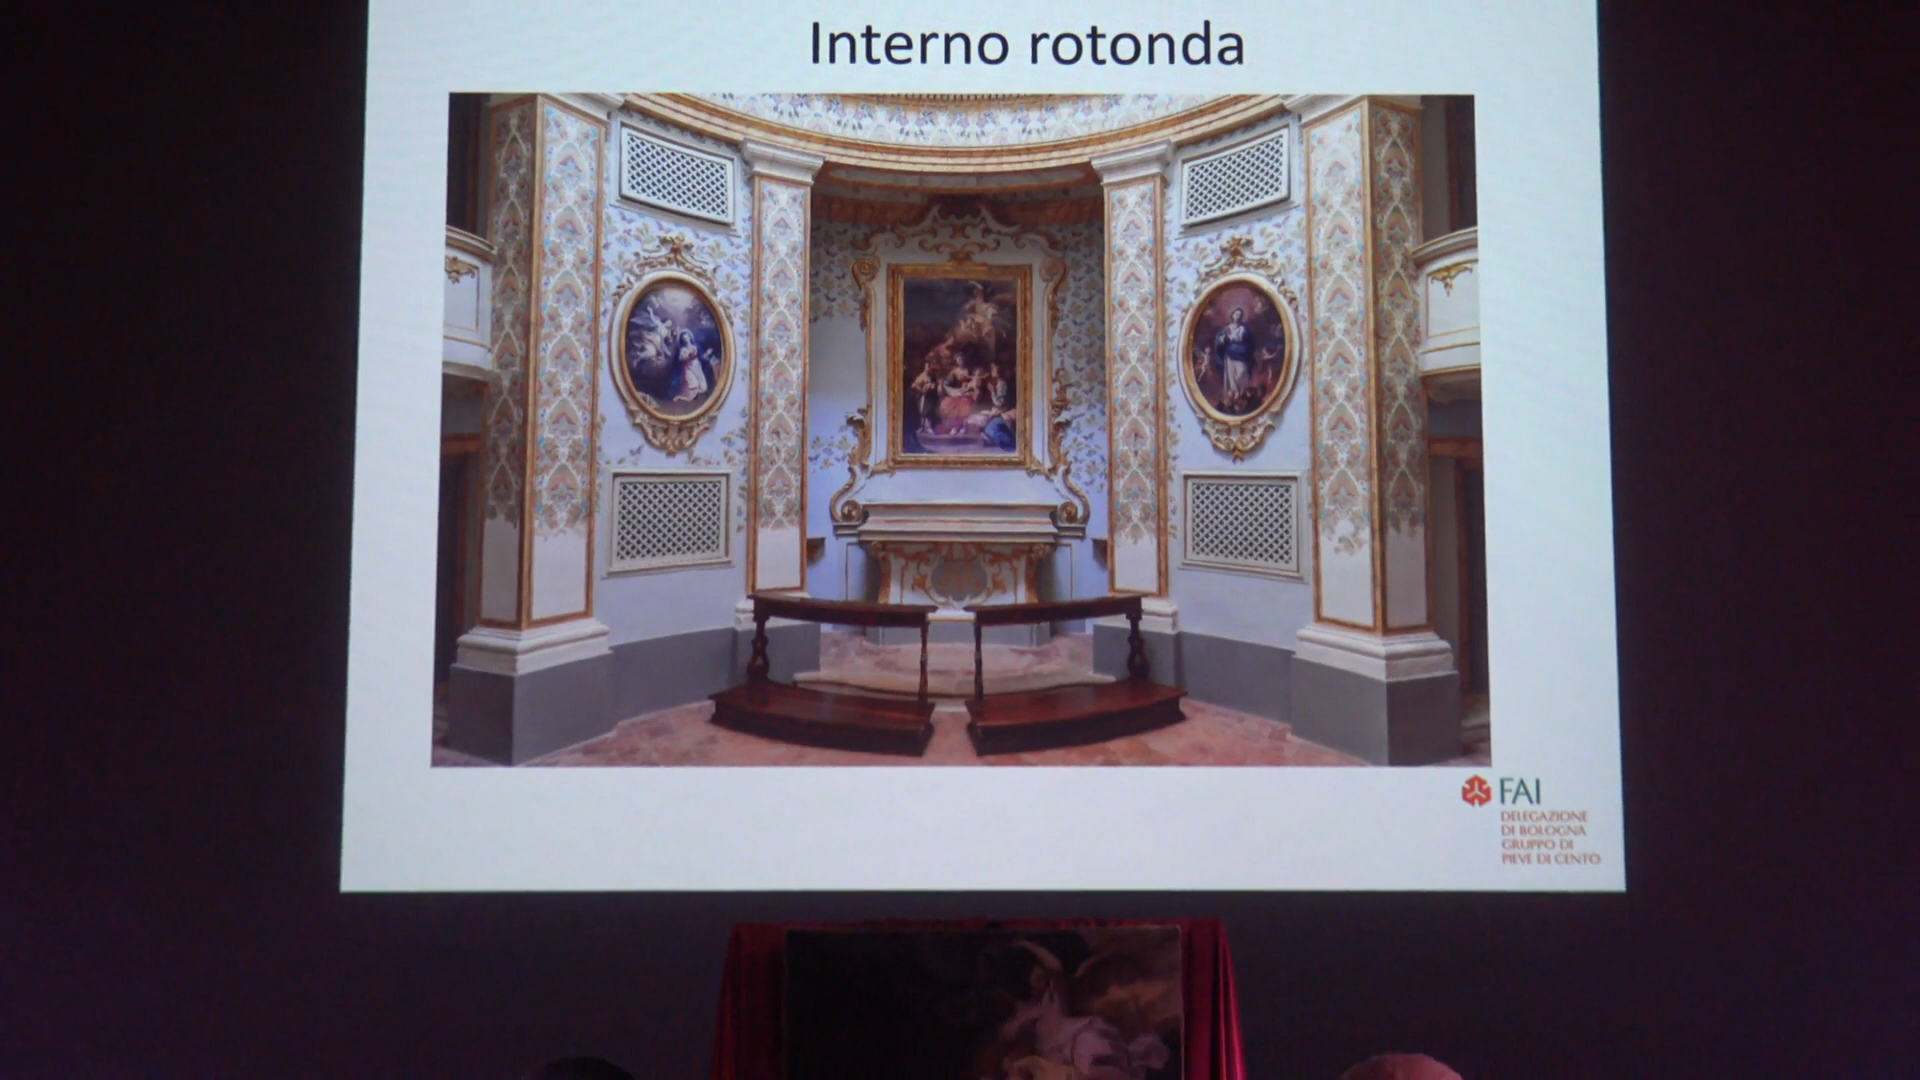 Interno rotonda
FAI
DELEGAZIONE
DI BOLOGNA
GRUPPO DI
PIEVE DI CENTO